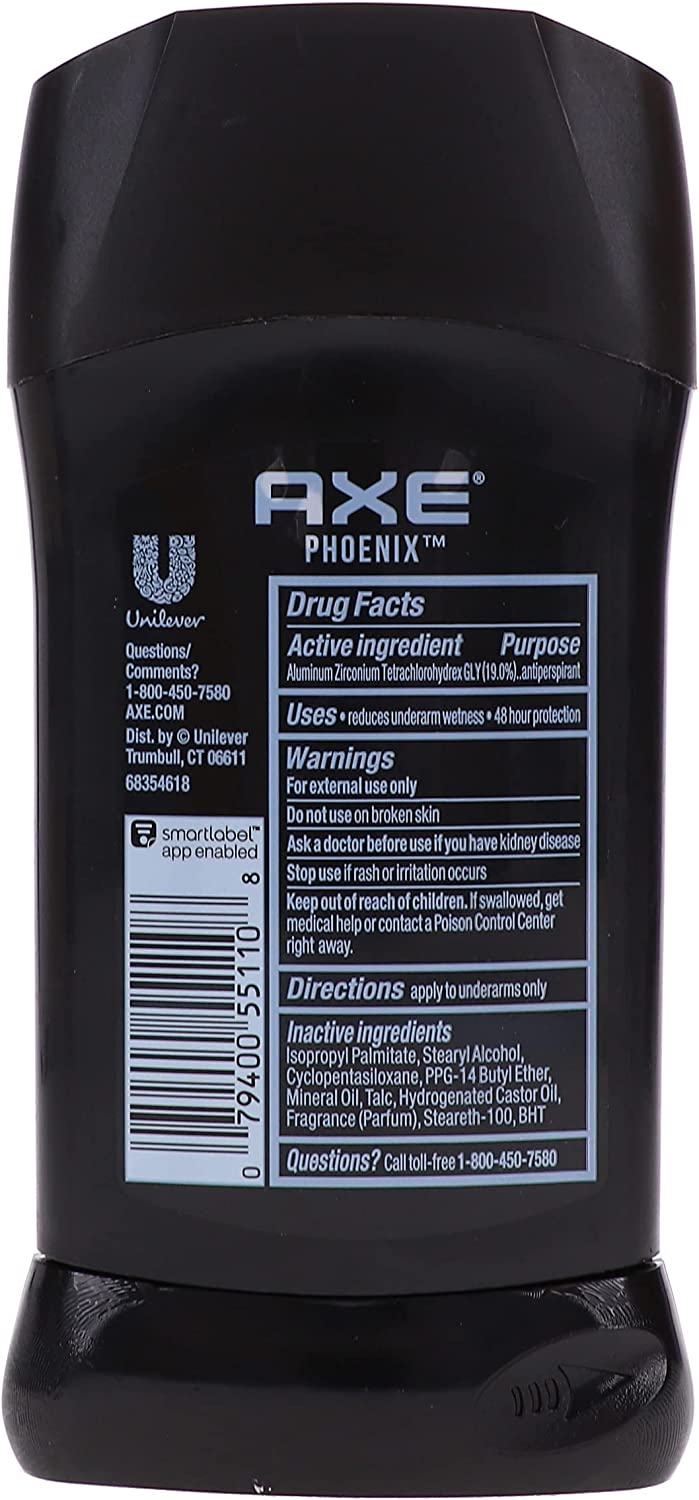 AXE®
PHOENIX™
Unilever
Questions/
Comments?
1-800-450-7580
AXE.COM
Dist. by © Unilever
Trumbull, CT 06611
68354618
smartlabel™
app enabled
0 79400 55110 8
Drug Facts
Active ingredient Purpose
Aluminum Zirconium Tetrachlorohydrex GLY (19.0%)..antiperspirant
Uses • reduces underarm wetness • 48 hour protection
Warnings
For external use only
Do not use on broken skin
Ask a doctor before use if you have kidney disease
Stop use if rash or irritation occurs
Keep out of reach of children. If swallowed, get
medical help or contact a Poison Control Center
right away.
Directions apply to underarms only
Inactive ingredients
Isopropyl Palmitate, Stearyl Alcohol,
Cyclopentasiloxane, PPG-14 Butyl Ether,
Mineral Oil, Talc, Hydrogenated Castor Oil,
Fragrance (Parfum), Steareth-100, BHT
Questions? Call toll-free 1-800-450-7580